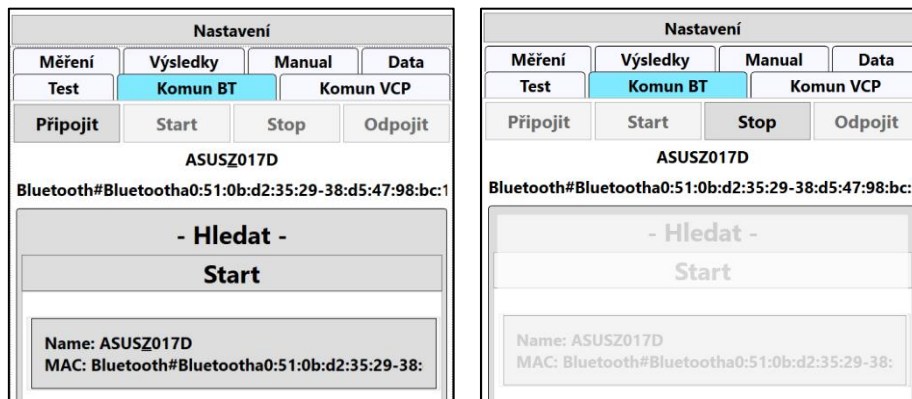 Nastavení
Měření Výsledky Manual Data
Test Komun BT Komun VCP
Připojit Start Stop Odpojit
ASUSZ017D
Bluetooth#Bluetootha0:51:0b:d2:35:29-38:d5:47:98:bc:1
- Hledat -
Start
Name: ASUSZ017D
MAC: Bluetooth#Bluetootha0:51:0b:d2:35:29-38:
Nastavení
Měření Výsledky Manual Data
Test Komun BT Komun VCP
Připojit Start Stop Odpojit
ASUSZ017D
Bluetooth#Bluetootha0:51:0b:d2:35:29-38:d5:47:98:bc:
- Hledat -
Start
Name: ASUSZ017D
MAC: Bluetooth#Bluetootha0:51:0b:d2:35:29-38: